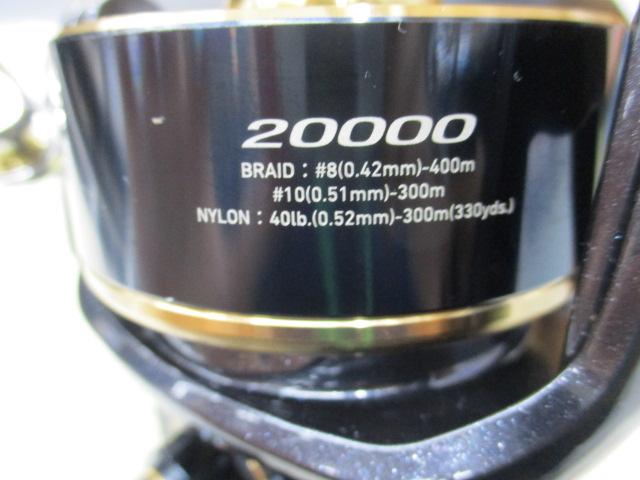 20000
BRAID : #8(0.42mm)-400m
#10(0.51mm)-300m
NYLON : 40lb.(0.52mm)-300m(330yds.)